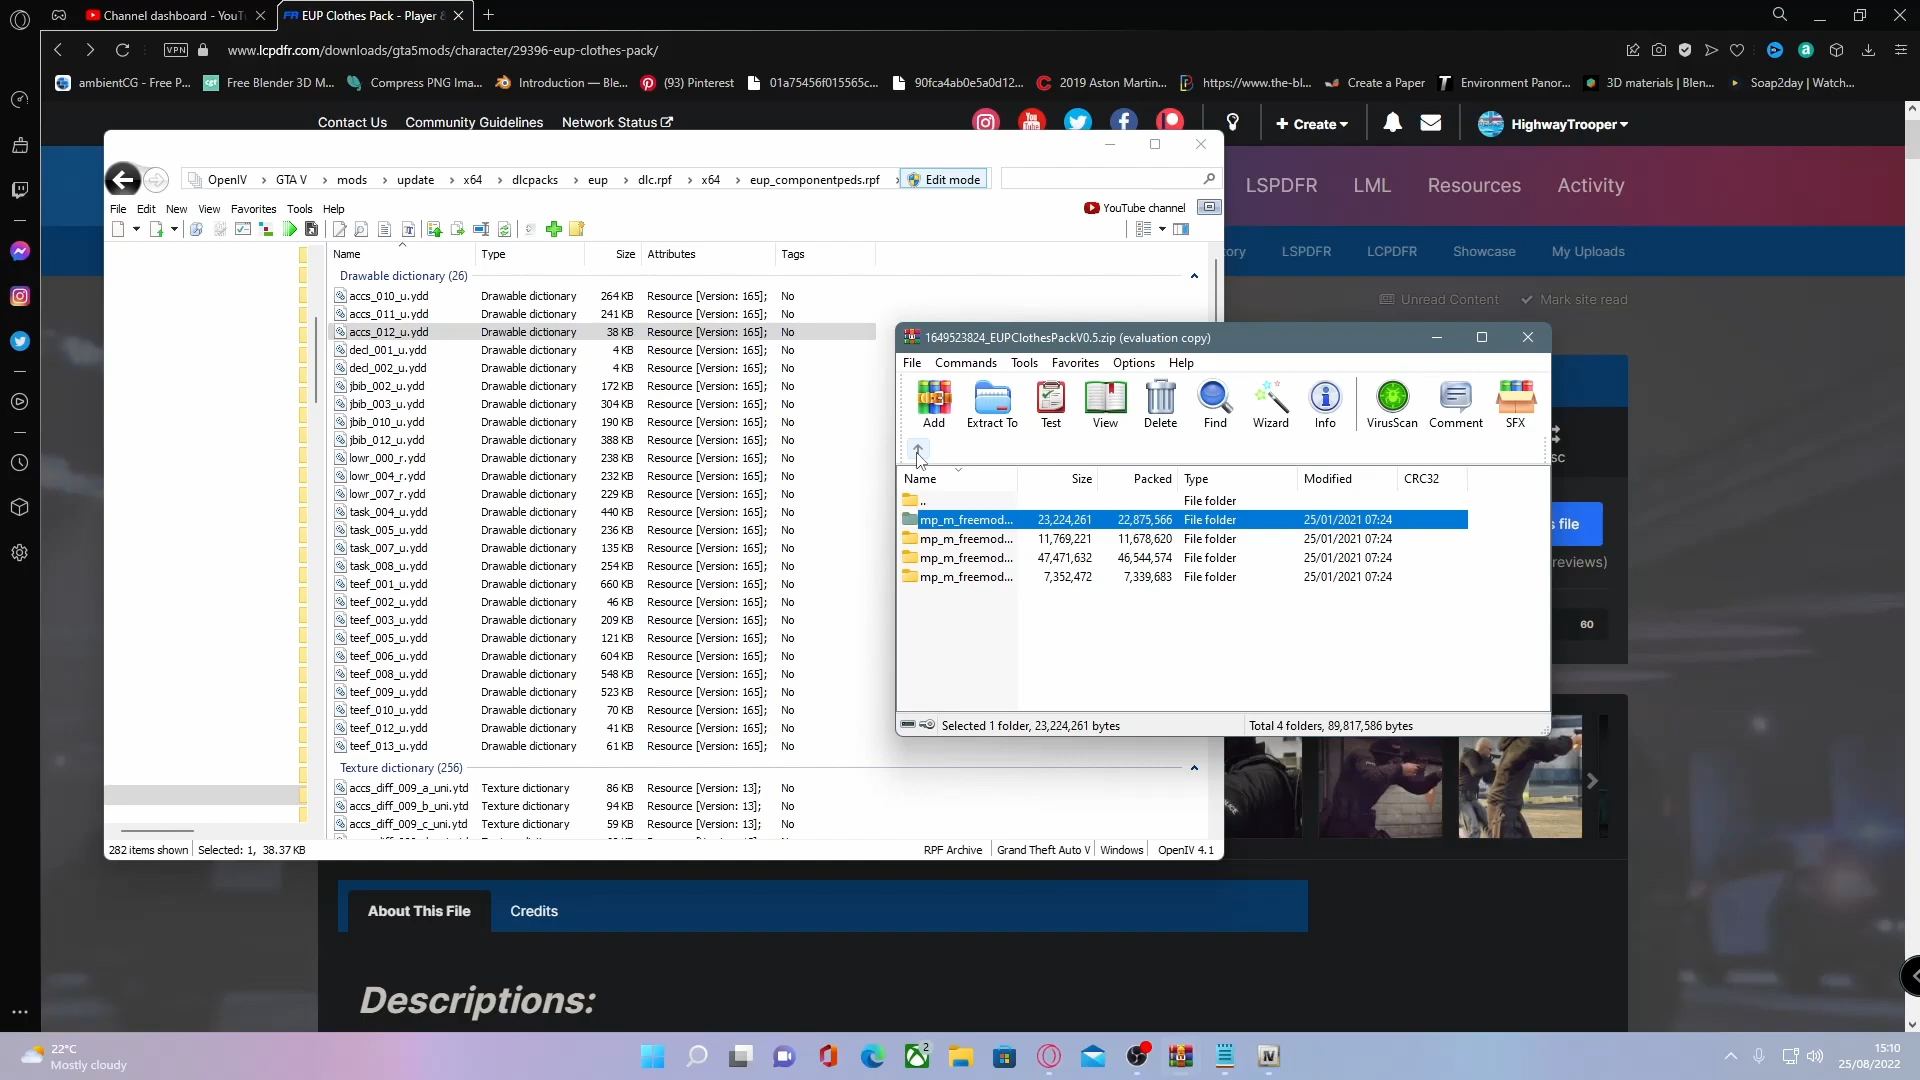 Channel dashboard - YouT
EUP Clothes Pack - Player &
VPN
www.lcpdfr.com/downloads/gta5mods/character/29396-eup-clothes-pack/
ambientCG - Free P...
Free Blender 3D M...
Compress PNG Ima...
Introduction — Ble...
(93) Pinterest
01a75456f015565c...
90fca4ab0e5a0d12...
2019 Aston Martin...
https://www.the-bl...
Create a Paper
Environment Panor...
3D materials | Blen...
Soap2day | Watch...
Contact Us Community Guidelines Network Status
Create
HighwayTrooper
LSPDFR LML Resources Activity
LSPDFR LCPDFR Showcase My Uploads
Unread Content Mark site read
OpenIV GTA V mods update x64 dlcpacks eup dlc.rpf x64 eup_componentpeds.rpf Edit mode
File Edit New View Favorites Tools Help
YouTube channel
Name Type Size Attributes Tags
Drawable dictionary (26)
accs_010_u.ydd Drawable dictionary 264 KB Resource [Version: 165]; No
accs_011_u.ydd Drawable dictionary 241 KB Resource [Version: 165]; No
accs_012_u.ydd Drawable dictionary 38 KB Resource [Version: 165]; No
decl_001_u.ydd Drawable dictionary 4 KB Resource [Version: 165]; No
decl_002_u.ydd Drawable dictionary 4 KB Resource [Version: 165]; No
jbib_002_u.ydd Drawable dictionary 172 KB Resource [Version: 165]; No
jbib_003_u.ydd Drawable dictionary 304 KB Resource [Version: 165]; No
jbib_010_u.ydd Drawable dictionary 190 KB Resource [Version: 165]; No
jbib_012_u.ydd Drawable dictionary 388 KB Resource [Version: 165]; No
lowr_000_r.ydd Drawable dictionary 238 KB Resource [Version: 165]; No
lowr_004_r.ydd Drawable dictionary 232 KB Resource [Version: 165]; No
lowr_007_r.ydd Drawable dictionary 229 KB Resource [Version: 165]; No
task_004_u.ydd Drawable dictionary 440 KB Resource [Version: 165]; No
task_005_u.ydd Drawable dictionary 236 KB Resource [Version: 165]; No
task_007_u.ydd Drawable dictionary 135 KB Resource [Version: 165]; No
task_008_u.ydd Drawable dictionary 254 KB Resource [Version: 165]; No
teef_001_u.ydd Drawable dictionary 660 KB Resource [Version: 165]; No
teef_002_u.ydd Drawable dictionary 46 KB Resource [Version: 165]; No
teef_003_u.ydd Drawable dictionary 209 KB Resource [Version: 165]; No
teef_005_u.ydd Drawable dictionary 121 KB Resource [Version: 165]; No
teef_006_u.ydd Drawable dictionary 604 KB Resource [Version: 165]; No
teef_008_u.ydd Drawable dictionary 548 KB Resource [Version: 165]; No
teef_009_u.ydd Drawable dictionary 523 KB Resource [Version: 165]; No
teef_010_u.ydd Drawable dictionary 70 KB Resource [Version: 165]; No
teef_012_u.ydd Drawable dictionary 41 KB Resource [Version: 165]; No
teef_013_u.ydd Drawable dictionary 61 KB Resource [Version: 165]; No
Texture dictionary (256)
accs_diff_009_a_uni.ytd Texture dictionary 86 KB Resource [Version: 13]; No
accs_diff_009_b_uni.ytd Texture dictionary 94 KB Resource [Version: 13]; No
accs_diff_009_c_uni.ytd Texture dictionary 59 KB Resource [Version: 13]; No
282 items shown Selected: 1, 38.37 KB RPF Archive Grand Theft Auto V Windows OpenIV 4.1
1649523824_EUPClothesPackV0.5.zip (evaluation copy)
File Commands Tools Favorites Options Help
Add Extract To Test View Delete Find Wizard Info VirusScan Comment SFX
Name Size Packed Type Modified CRC32
.. File folder
mp_m_freemod... 23,224,261 22,875,566 File folder 25/01/2021 07:24
mp_m_freemod... 11,769,221 11,678,620 File folder 25/01/2021 07:24
mp_m_freemod... 47,471,632 46,544,574 File folder 25/01/2021 07:24
mp_m_freemod... 7,352,472 7,339,683 File folder 25/01/2021 07:24
Selected 1 folder, 23,224,261 bytes Total 4 folders, 89,817,586 bytes
file
reviews)
60
About This File Credits
Descriptions:
22°C
Mostly cloudy
2
15:10
25/08/2022